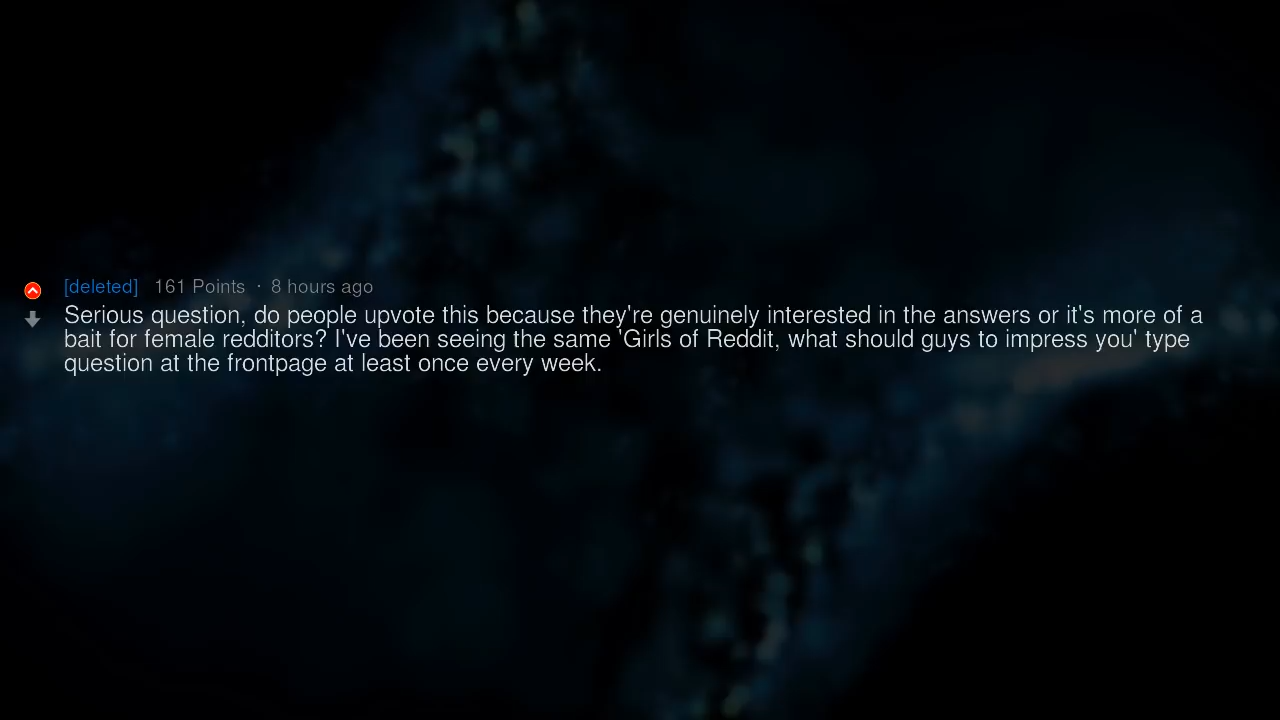 [deleted] 161 Points · 8 hours ago
Serious question, do people upvote this because they're genuinely interested in the answers or it's more of a
bait for female redditors? I've been seeing the same 'Girls of Reddit, what should guys to impress you' type
question at the frontpage at least once every week.